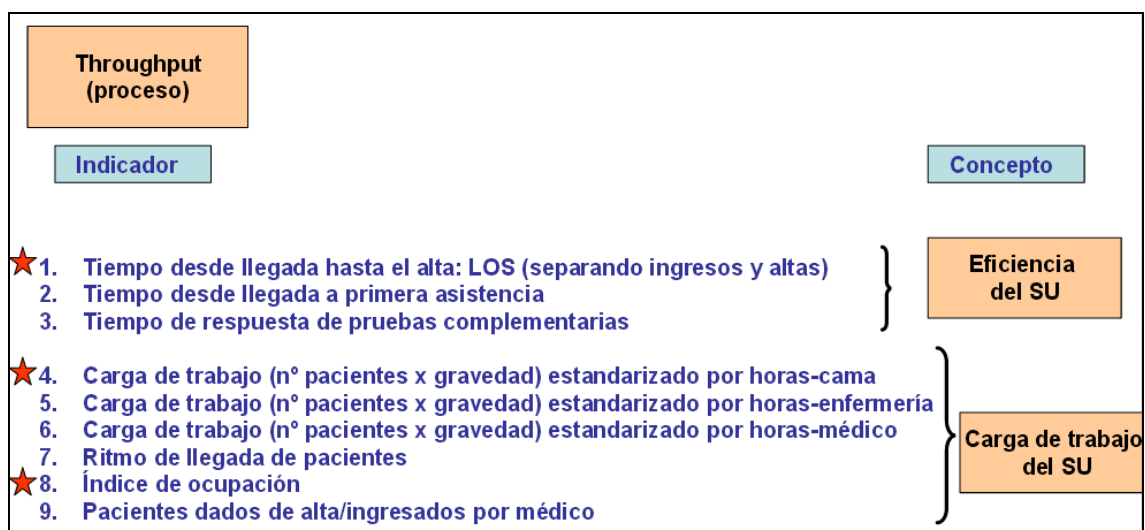 Throughput
(proceso)
Indicador
Concepto
1. Tiempo desde llegada hasta el alta: LOS (separando ingresos y altas)
2. Tiempo desde llegada a primera asistencia
3. Tiempo de respuesta de pruebas complementarias
Eficiencia
del SU
4. Carga de trabajo (nº pacientes x gravedad) estandarizado por horas-cama
5. Carga de trabajo (nº pacientes x gravedad) estandarizado por horas-enfermería
6. Carga de trabajo (nº pacientes x gravedad) estandarizado por horas-médico
7. Ritmo de llegada de pacientes
8. Índice de ocupación
9. Pacientes dados de alta/ingresados por médico
Carga de trabajo
del SU